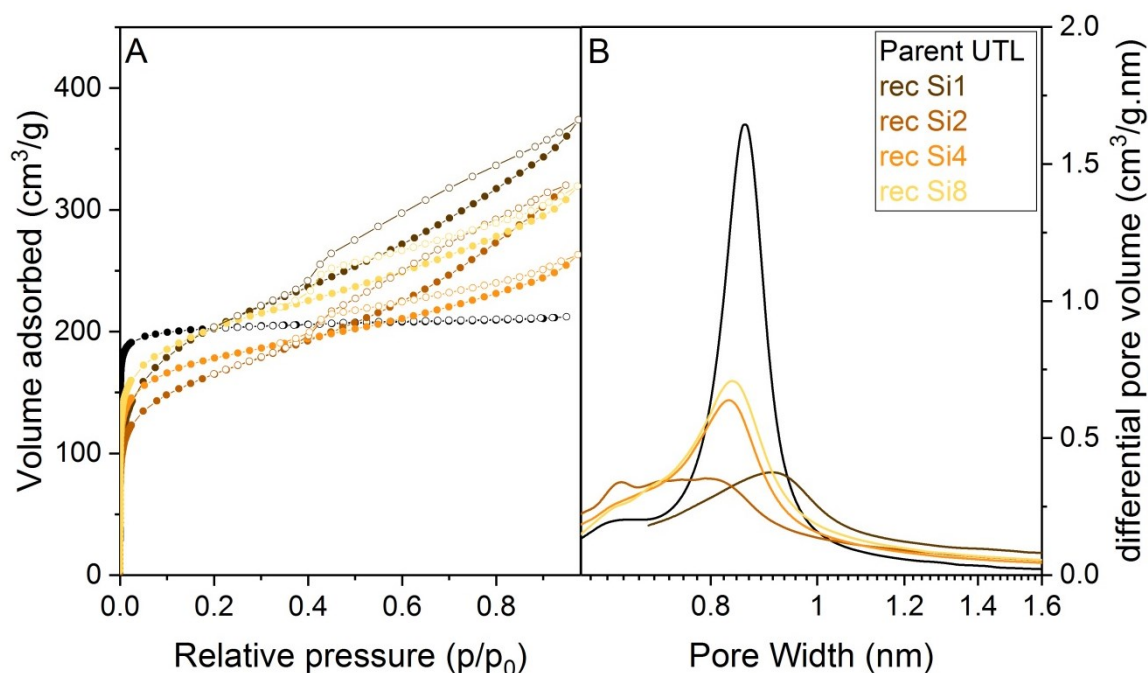 A
B
Parent UTL
rec Si1
rec Si2
rec Si4
rec Si8
Volume adsorbed (cm³/g)
400
300
200
100
0
0.0 0.2 0.4 0.6 0.8
Relative pressure (p/p₀)
0.8 1 1.2 1.4 1.6
Pore Width (nm)
2.0
1.5
1.0
0.5
0.0
differential pore volume (cm³/g.nm)